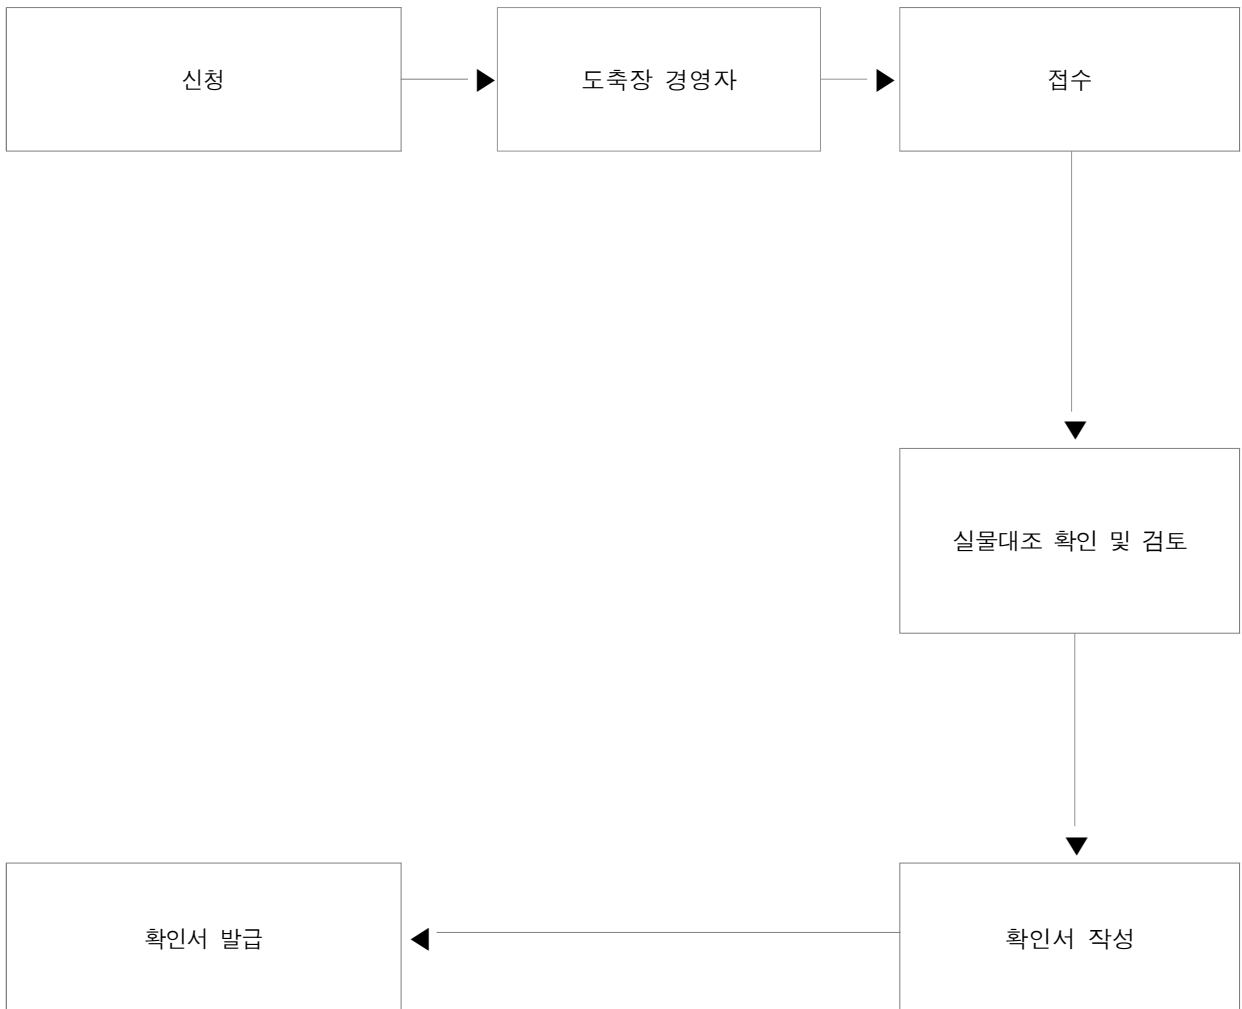 신청
도축장 경영자
접수
실물대조 확인 및 검토
확인서 작성
확인서 발급